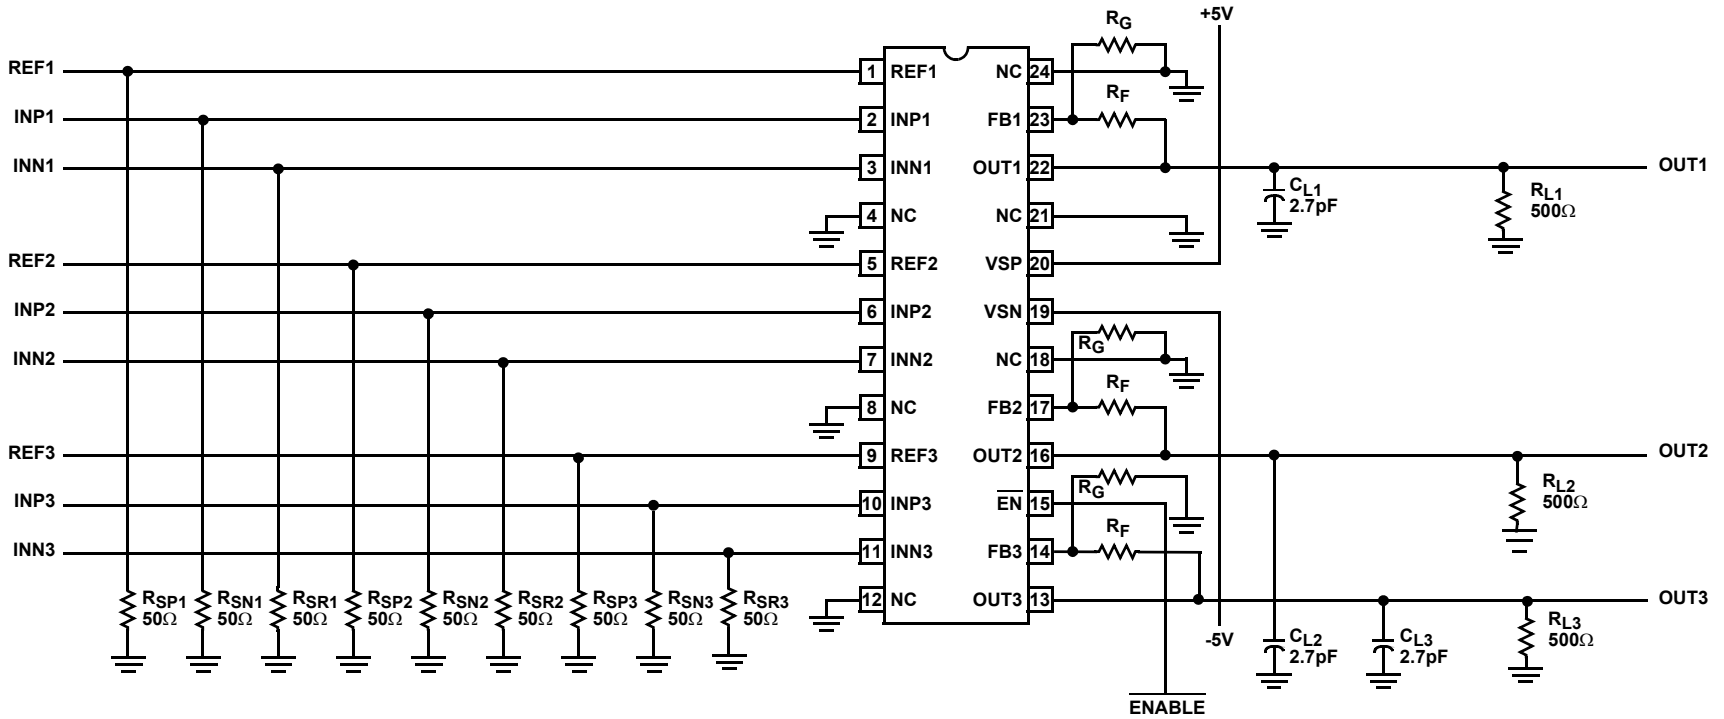 +5V
RG
REF1
1 REF1
NC 24
RF
INP1
2 INP1
FB1 23
INN1
3 INN1
OUT1 22
OUT1
CL1
2.7pF
RL1
500Ω
4 NC
NC 21
REF2
5 REF2
VSP 20
INP2
6 INP2
VSN 19
RG
INN2
7 INN2
NC 18
RF
8 NC
FB2 17
REF3
9 REF3
OUT2 16
OUT2
RG
RL2
500Ω
INP3
10 INP3
EN 15
RF
INN3
11 INN3
FB3 14
RSP1
50Ω
RSN1
50Ω
RSR1
50Ω
RSP2
50Ω
RSN2
50Ω
RSR2
50Ω
RSP3
50Ω
RSN3
50Ω
RSR3
50Ω
12 NC
OUT3 13
OUT3
-5V
CL2
2.7pF
CL3
2.7pF
RL3
500Ω
ENABLE